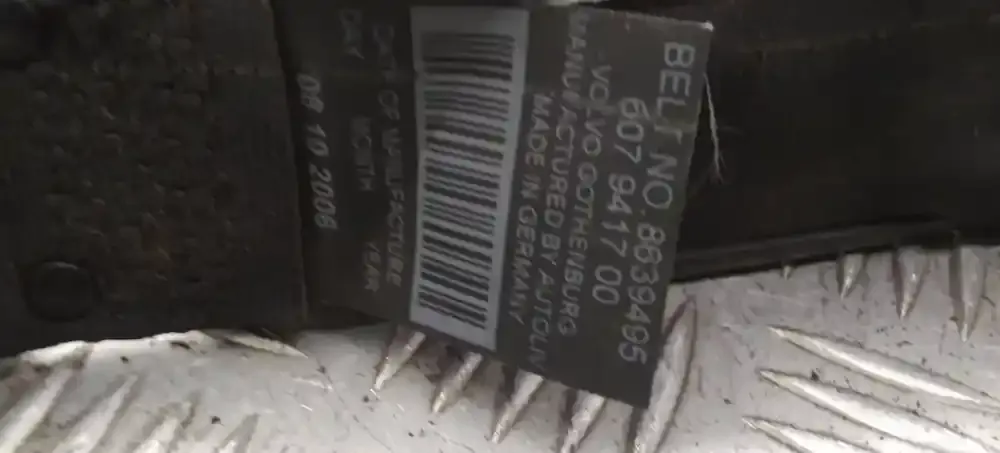 BELT NO. 8639495
607 9417 00
VOLVO GOTHENBURG
MANUFACTURED BY AUTOLIV
MADE IN GERMANY
DATE OF MANUFACTURE
DAY MONTH YEAR
08 10 2006